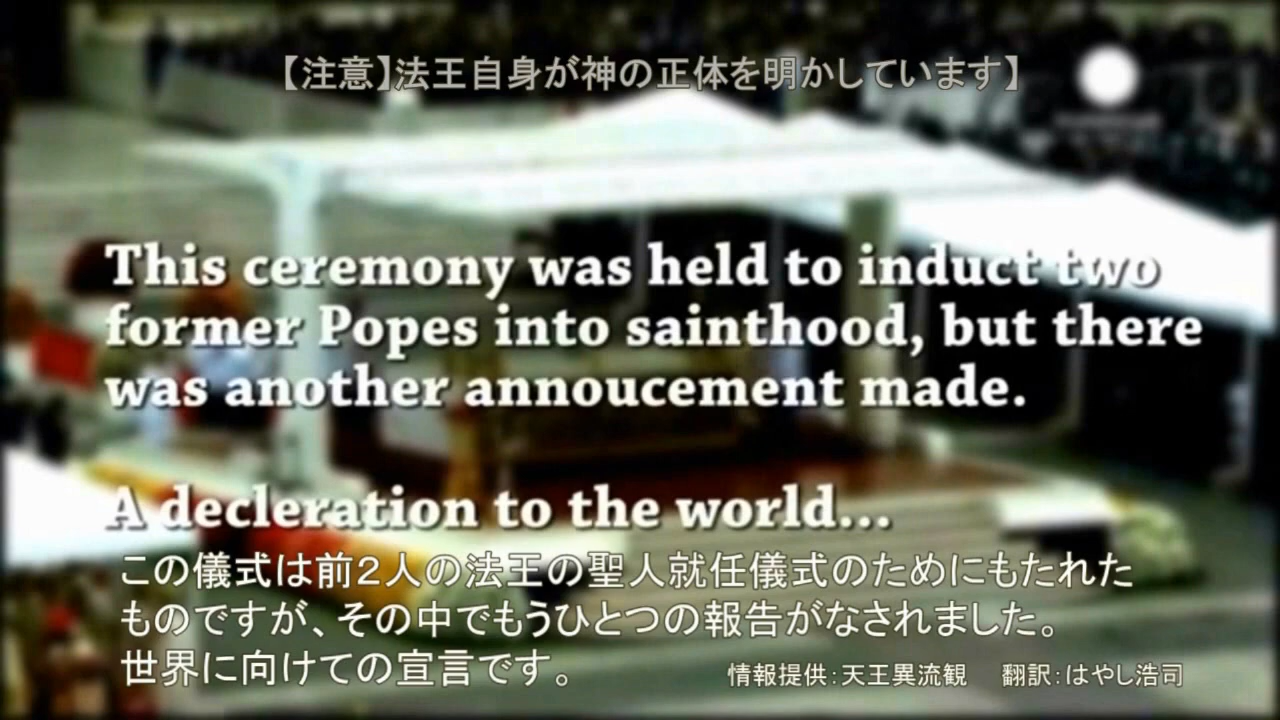 【注意】法王自身が神の正体を明かしています】
This ceremony was held to induct two
former Popes into sainthood, but there
was another annoucement made.
A decleration to the world...
この儀式は前２人の法王の聖人就任儀式のためにもたれた
ものですが、その中でもうひとつの報告がなされました。
世界に向けての宣言です。
情報提供：天王異流観　翻訳：はやし浩司